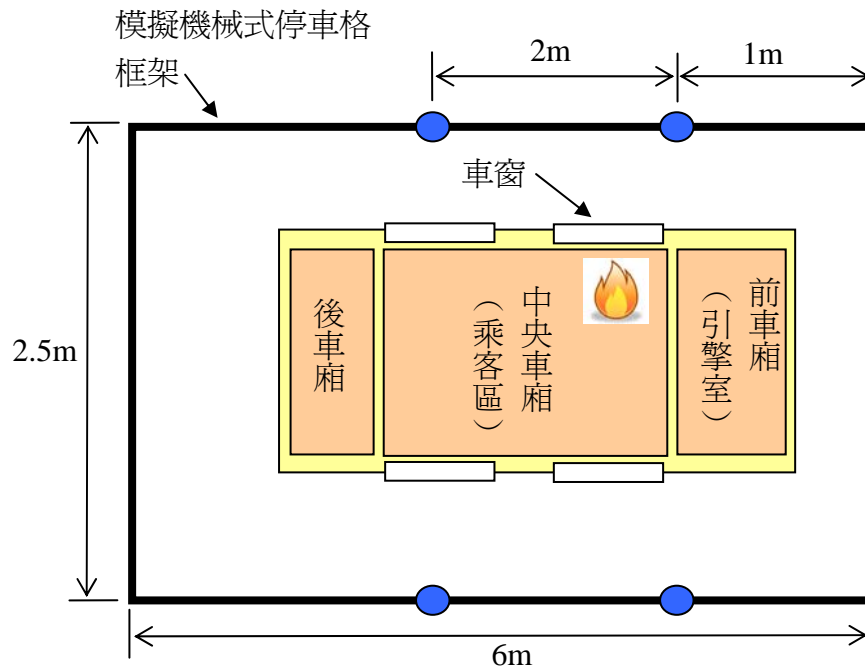 模擬機械式停車格
框架
2m
1m
車窗
2.5m
後車廂
中央車廂
（乘客區）
前車廂
（引擎室）
6m